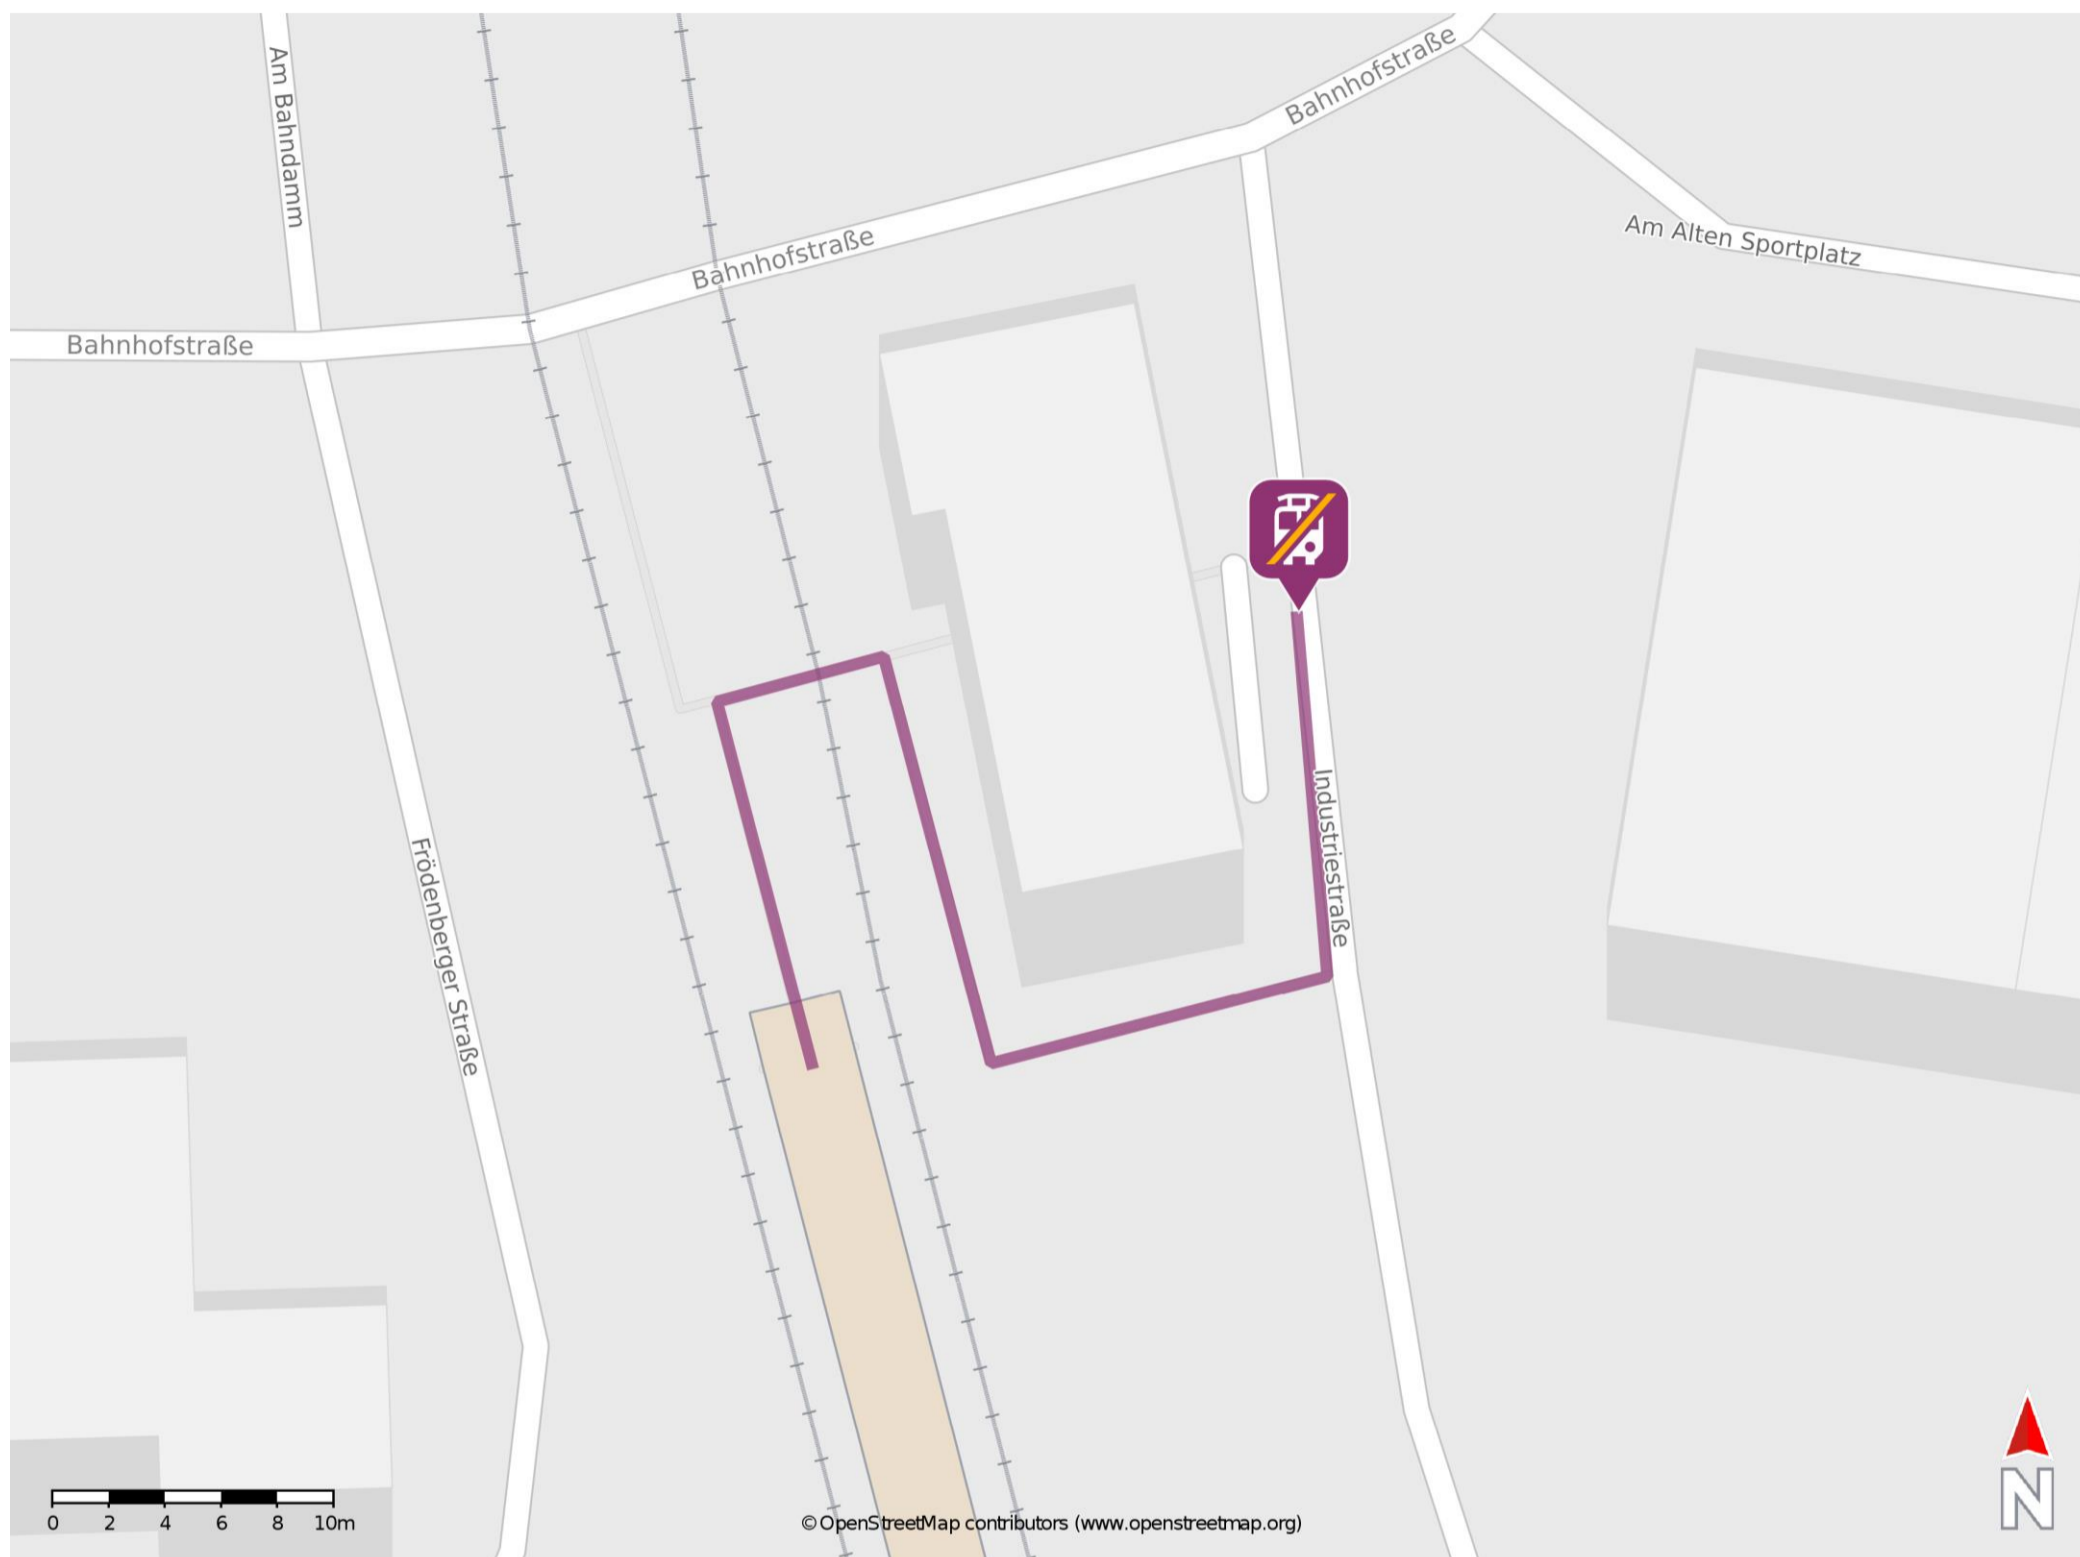 Am Bahndamm
Bahnhofstraße
Am Alten Sportplatz
Bahnhofstraße
Bahnhofstraße
Industriestraße
Frödenberger Straße
0 2 4 6 8 10m
©OpenStreetMap contributors (www.openstreetmap.org)
N